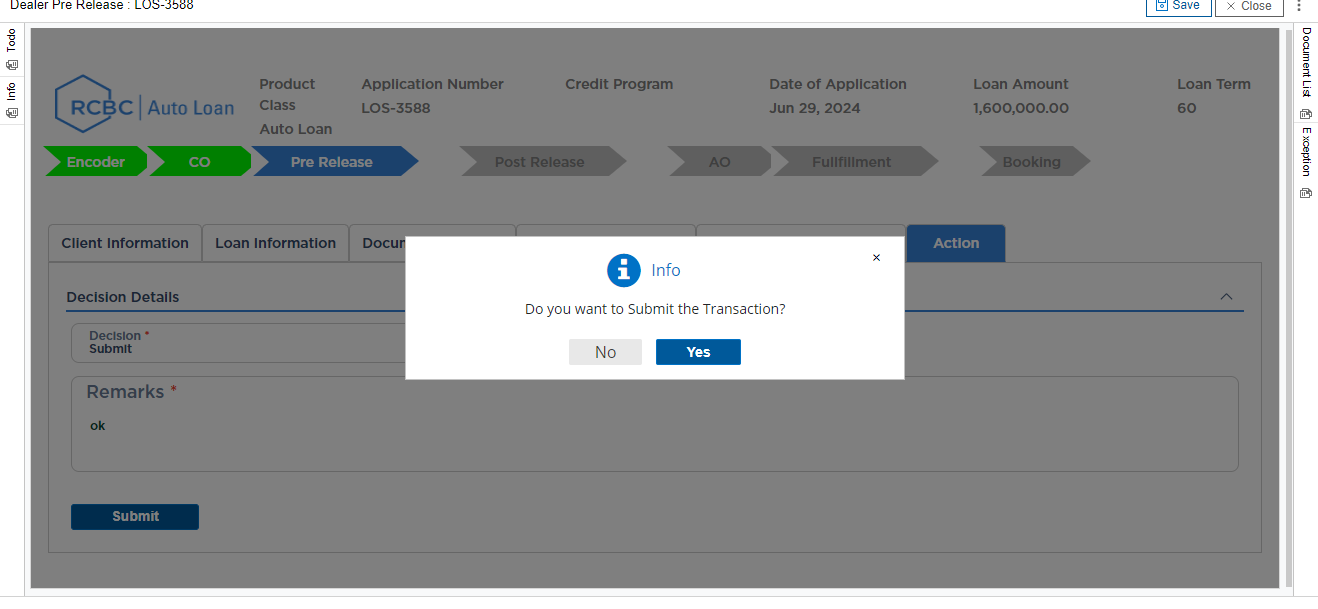 Dealer Pre Release : LOS-3588
Save
Close
Todo
Info
Document List
Exception
RCBC Auto Loan
Product Class
Auto Loan
Application Number
LOS-3588
Credit Program
Date of Application
Jun 29, 2024
Loan Amount
1,600,000.00
Loan Term
60
Encoder
CO
Pre Release
Post Release
AO
Fullfillment
Booking
Client Information
Loan Information
Docun
Action
Info
Do you want to Submit the Transaction?
No
Yes
Decision Details
Decision *
Submit
Remarks *
ok
Submit